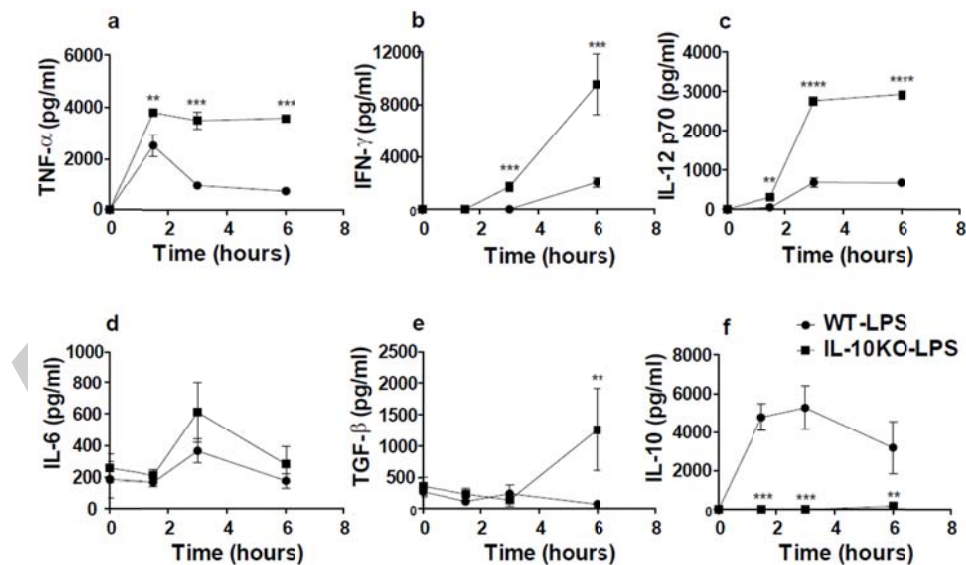 a
TNF-α (pg/ml)
6000
4000
2000
0
** *** ***
0 2 4 6 8
Time (hours)
b
IFN-γ (pg/ml)
12000
8000
4000
0
*** ***
0 2 4 6 8
Time (hours)
c
IL-12 p70 (pg/ml)
4000
3000
2000
1000
0
** ****
0 2 4 6 8
Time (hours)
d
IL-6 (pg/ml)
1000
800
600
400
200
0
0 2 4 6 8
Time (hours)
e
TGF-β (pg/ml)
2500
2000
1500
1000
500
0
0 2 4 6 8
Time (hours)
f
WT-LPS
IL-10KO-LPS
IL-10 (pg/ml)
8000
6000
4000
2000
0
*** *** **
0 2 4 6 8
Time (hours)